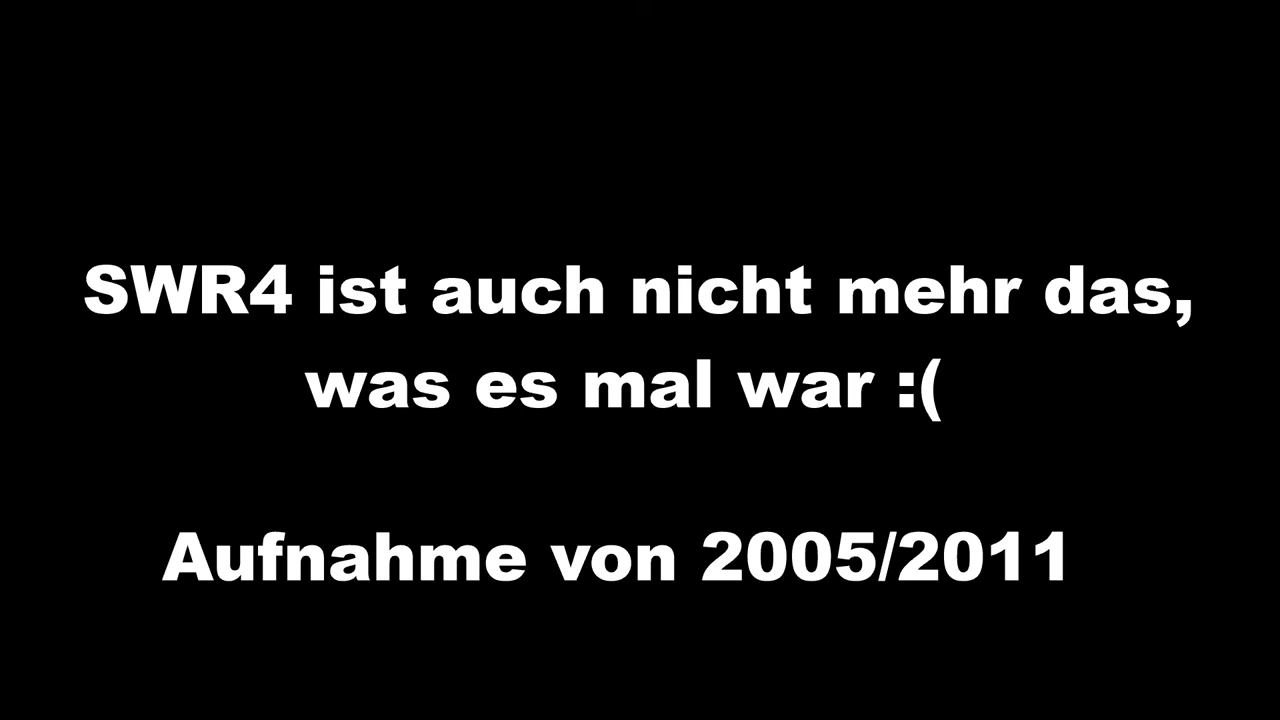 SWR4 ist auch nicht mehr das,
was es mal war :(
Aufnahme von 2005/2011